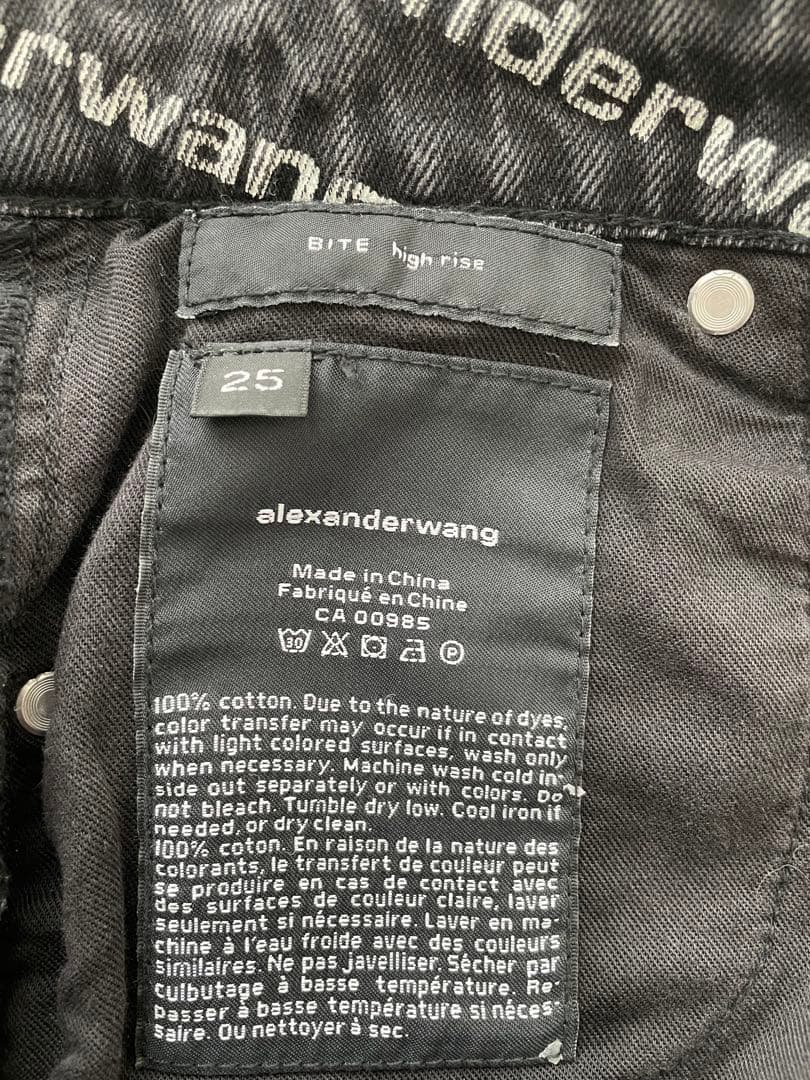 nderwa
rwang
BITE high rise
25
alexanderwang
Made in China
Fabriqué en Chine
CA 00985
30
P
100% cotton. Due to the nature of dyes,
color transfer may occur if in contact
with light colored surfaces, wash only
when necessary. Machine wash cold in-
side out separately or with colors. Do
not bleach. Tumble dry low. Cool iron if
needed, or dry clean.
100% coton. En raison de la nature des
colorants, le transfert de couleur peut
se produire en cas de contact avec
des surfaces de couleur claire, laver
seulement si nécessaire. Laver en ma-
chine à l'eau froide avec des couleurs
similaires. Ne pas javelliser. Sécher par
culbutage à basse température. Re-
passer à basse température si néces-
saire. Ou nettoyer à sec.